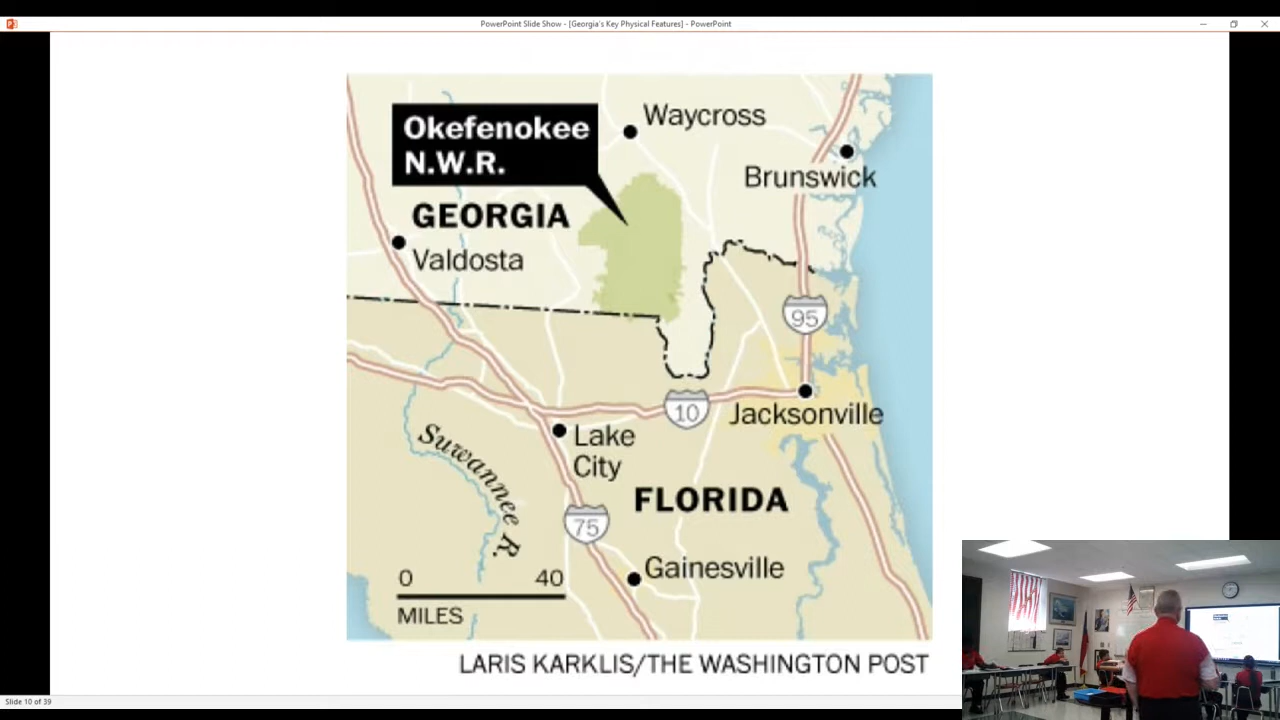 PowerPoint Slide Show - [Georgia's Key Physical Features] - PowerPoint
Okefenokee
N.W.R.
Waycross
Brunswick
GEORGIA
Valdosta
95
10
Jacksonville
Suwannee R.
Lake
City
FLORIDA
75
Gainesville
0 40
MILES
LARIS KARKLIS/THE WASHINGTON POST
Slide 10 of 39